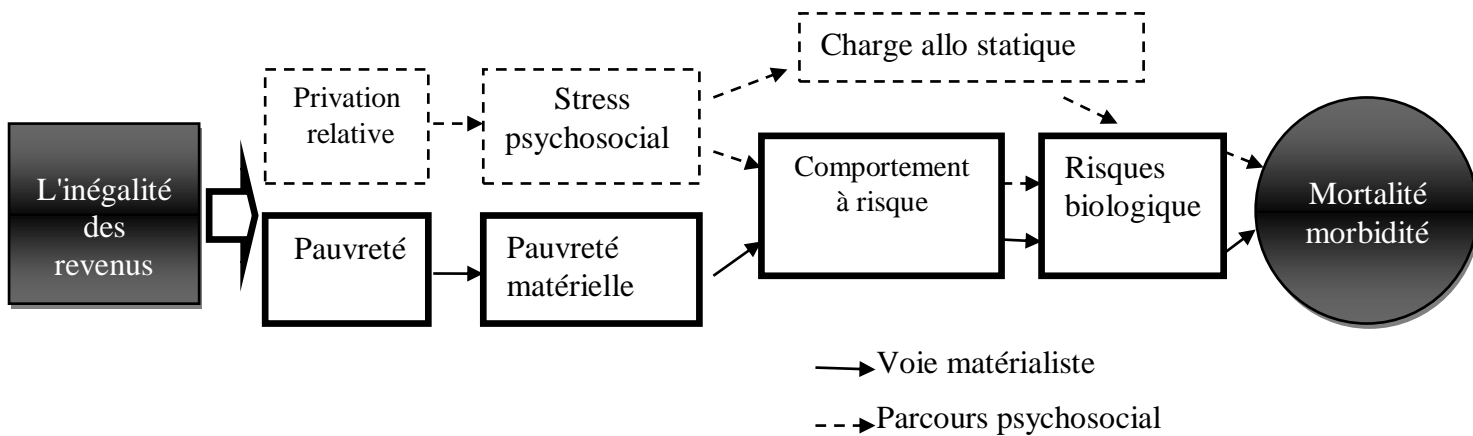 L'inégalité
des
revenus
Privation
relative
Stress
psychosocial
Charge allo statique
Pauvreté
Pauvreté
matérielle
Comportement
à risque
Risques
biologique
Mortalité
morbidité
Voie matérialiste
Parcours psychosocial